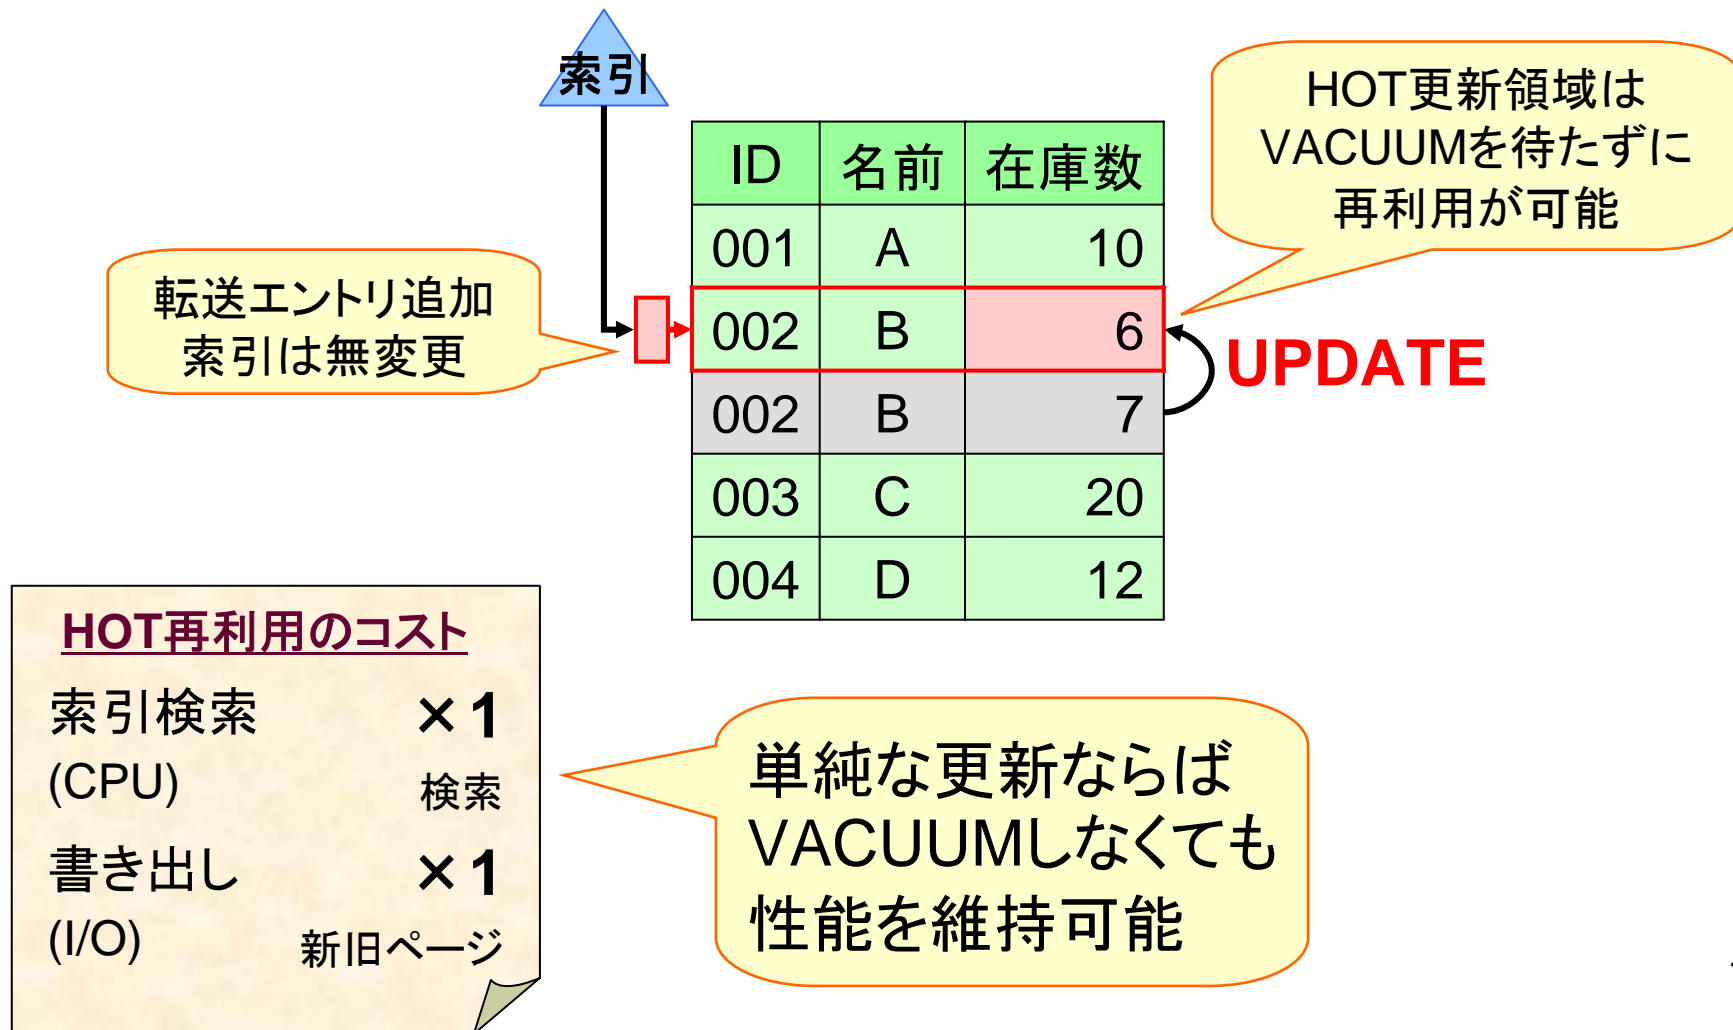 索引
HOT更新領域は
VACUUMを待たずに
再利用が可能
ID 名前 在庫数
001 A 10
002 B 6
002 B 7
003 C 20
004 D 12
転送エントリ追加
索引は無変更
UPDATE
HOT再利用のコスト
索引検索 ×1
(CPU) 検索
書き出し ×1
(I/O) 新旧ページ
単純な更新ならば
VACUUMしなくても
性能を維持可能